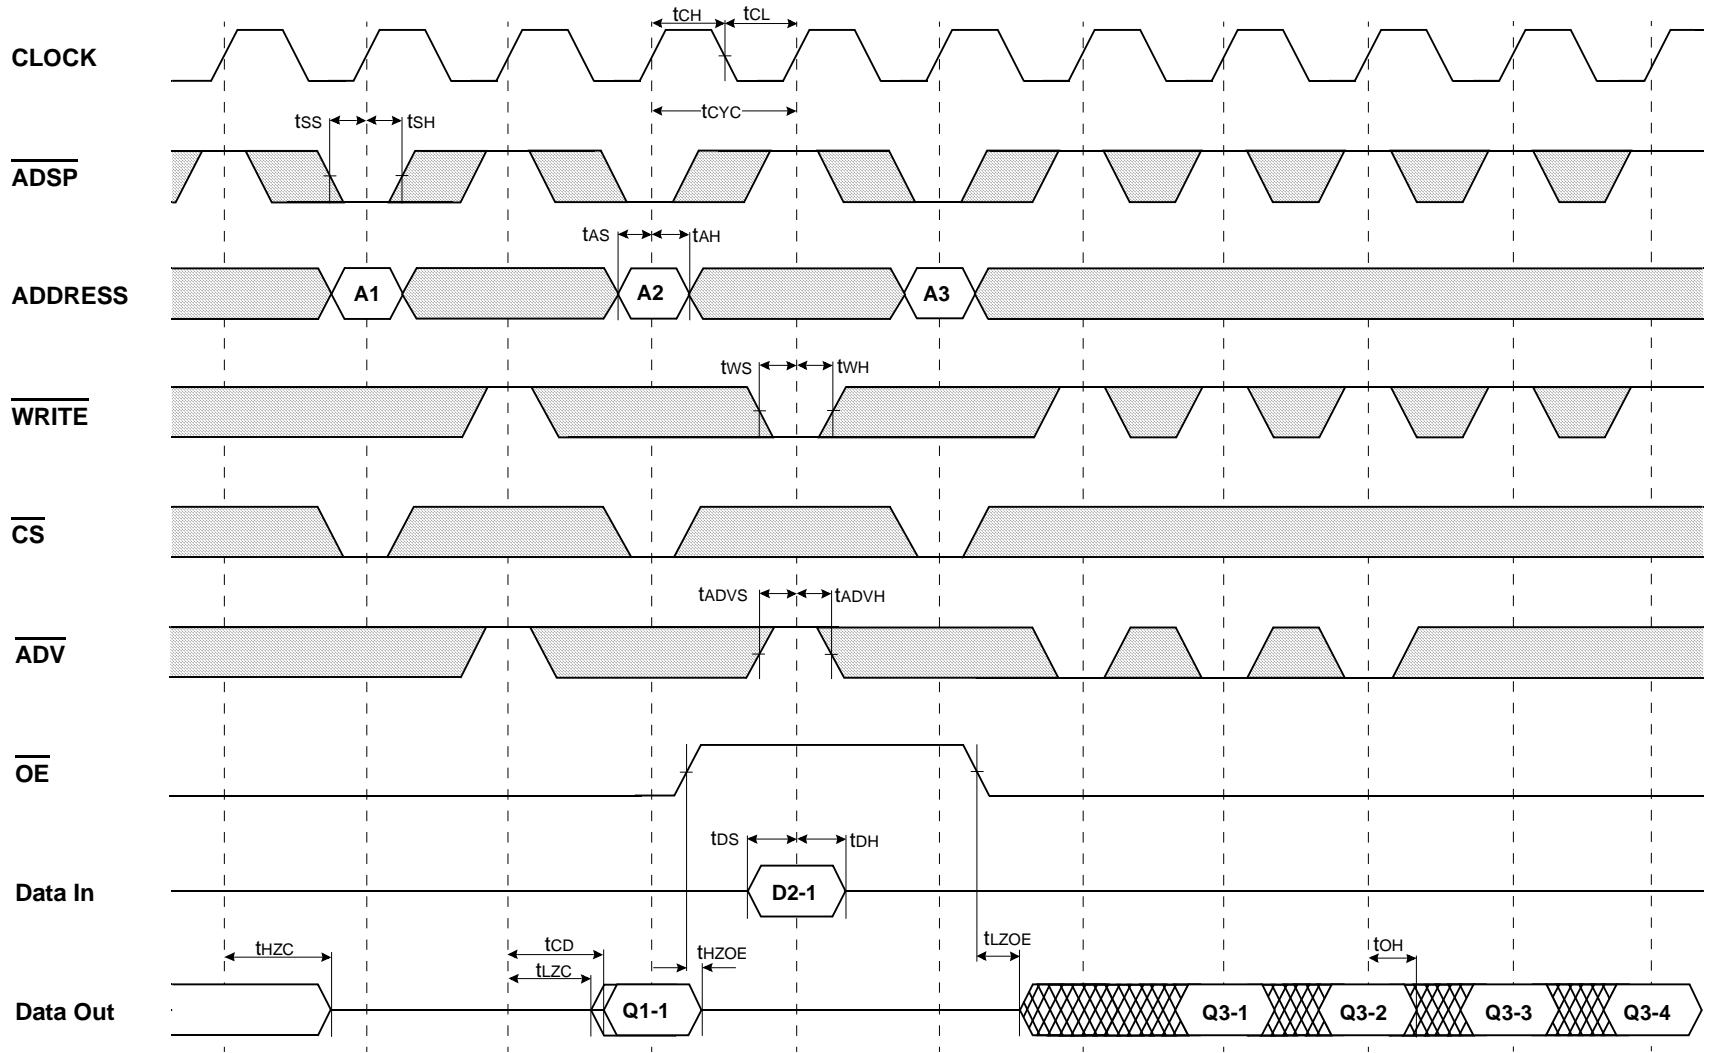 tCH tCL
CLOCK
tCYC
tSS tSH
ADSP
tAS tAH
ADDRESS A1 A2 A3
tWS tWH
WRITE
CS
tADVS tADVH
ADV
OE
tDS tDH
Data In D2-1
tHZC tCD tHZOE tLZOE tOH
tLZC
Data Out Q1-1 Q3-1 Q3-2 Q3-3 Q3-4